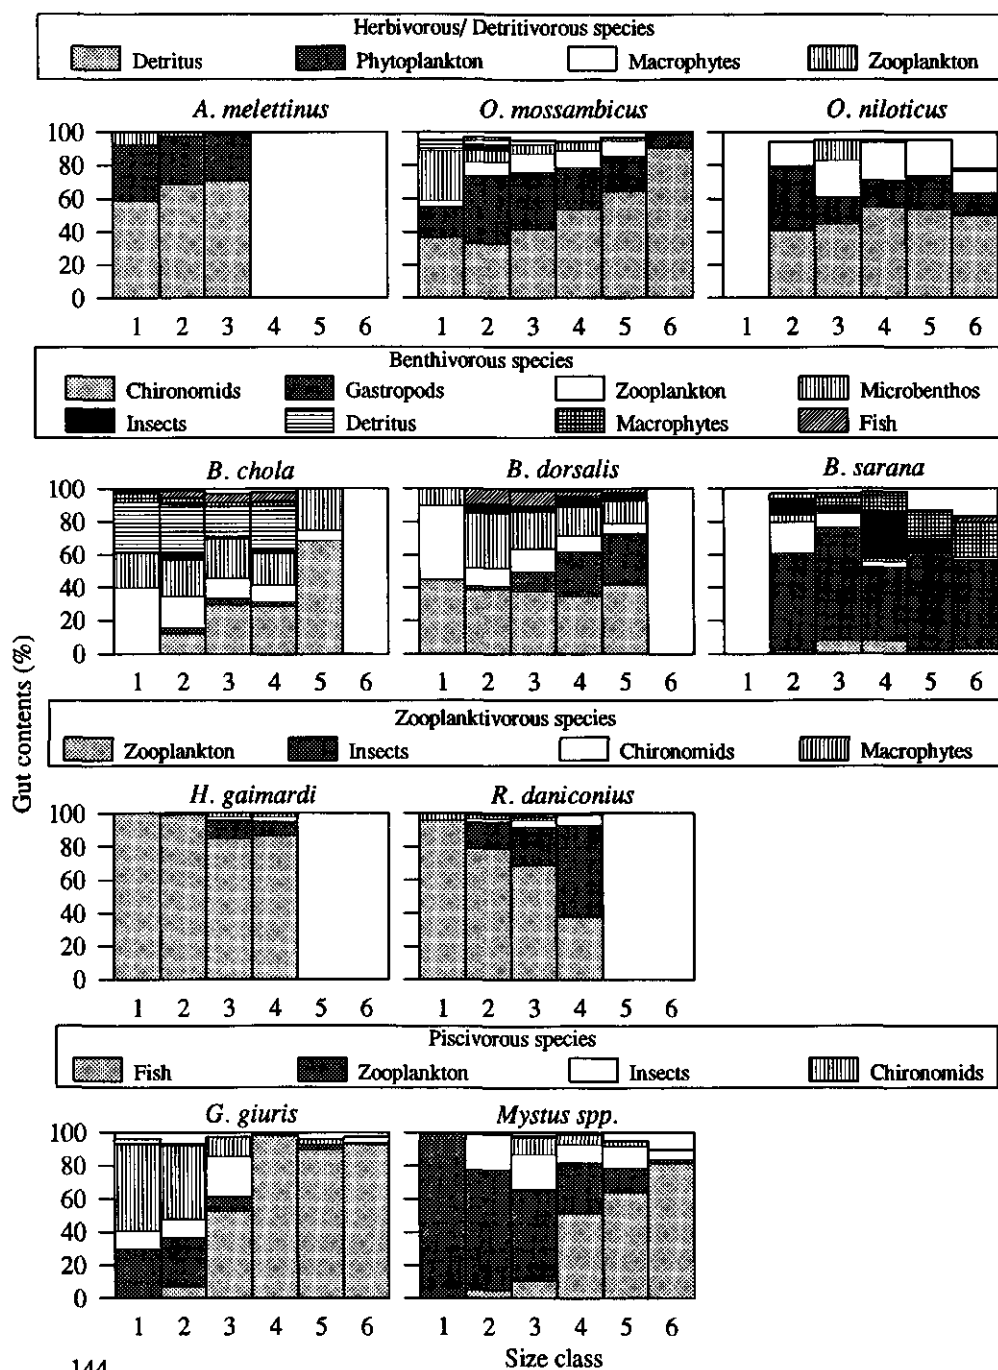 Herbivorous/ Detritivorous species
Detritus Phytoplankton Macrophytes Zooplankton
A. melettinus O. mossambicus O. niloticus
100
80
60
40
20
0
1 2 3 4 5 6 1 2 3 4 5 6 1 2 3 4 5 6
Benthivorous species
Chironomids Gastropods Zooplankton Microbenthos
Insects Detritus Macrophytes Fish
B. chola B. dorsalis B. sarana
100
80
60
40
20
0
1 2 3 4 5 6 1 2 3 4 5 6 1 2 3 4 5 6
Gut contents (%)
Zooplanktivorous species
Zooplankton Insects Chironomids Macrophytes
H. gaimardi R. daniconius
100
80
60
40
20
0
1 2 3 4 5 6 1 2 3 4 5 6
Piscivorous species
Fish Zooplankton Insects Chironomids
G. giuris Mystus spp.
100
80
60
40
20
0
1 2 3 4 5 6 1 2 3 4 5 6
Size class
144